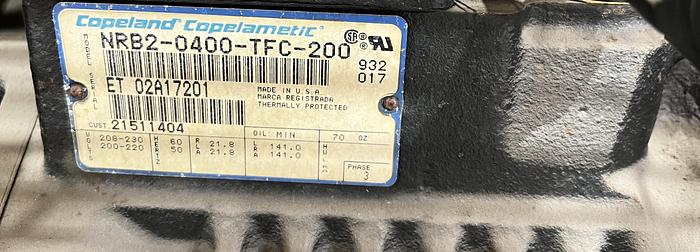 Copeland Copelametic®
MODEL NRB2-0400-TFC-200
932
017
SERIAL ET 02A17201
MADE IN U.S.A.
MARCA REGISTRADA
THERMALLY PROTECTED
CUST. 21511404
OIL: MIN 70 OZ
VOLTS 208-230 HERTZ 60 RLA 21.8 LRA 141.0
200-220 50 21.8 141.0
PHASE
3